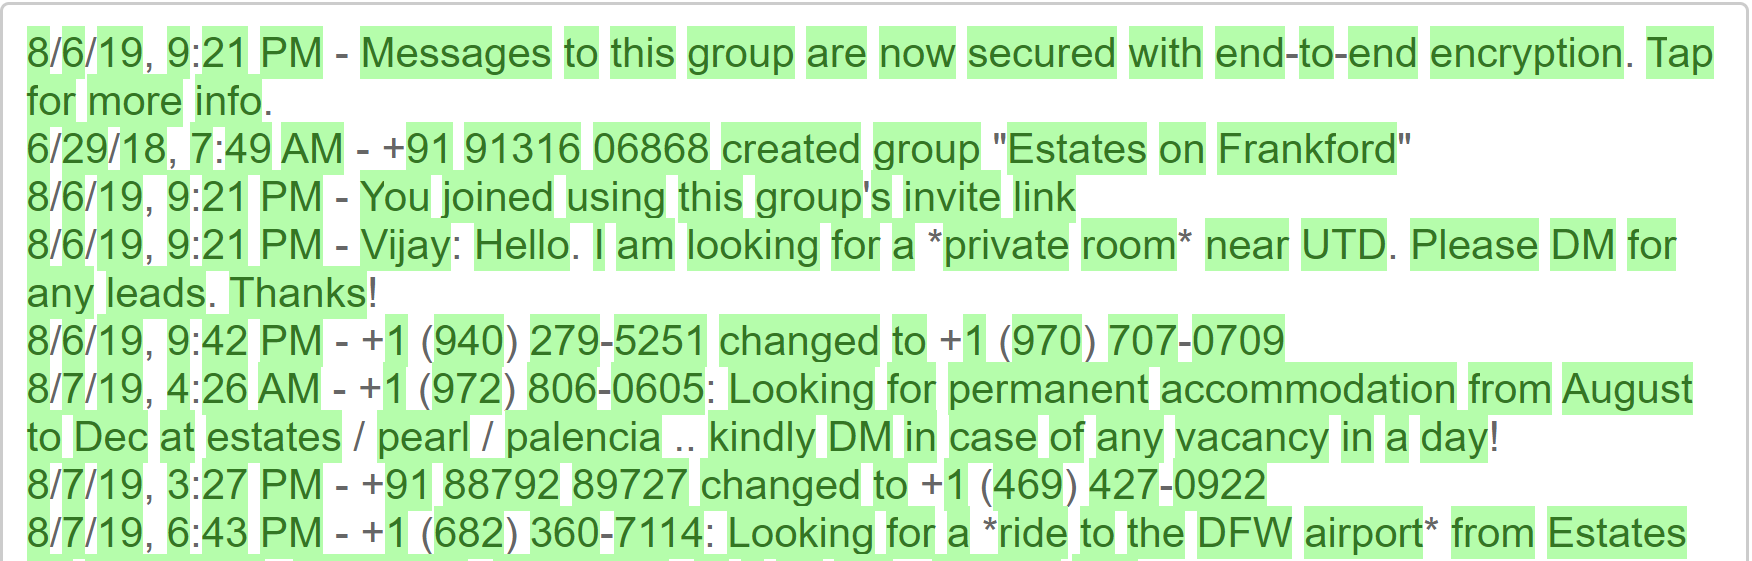 8/6/19, 9:21 PM - Messages to this group are now secured with end-to-end encryption. Tap
for more info.
6/29/18, 7:49 AM - +91 91316 06868 created group "Estates on Frankford"
8/6/19, 9:21 PM - You joined using this group's invite link
8/6/19, 9:21 PM - Vijay: Hello. I am looking for a *private room* near UTD. Please DM for
any leads. Thanks!
8/6/19, 9:42 PM - +1 (940) 279-5251 changed to +1 (970) 707-0709
8/7/19, 4:26 AM - +1 (972) 806-0605: Looking for permanent accommodation from August
to Dec at estates / pearl / palencia .. kindly DM in case of any vacancy in a day!
8/7/19, 3:27 PM - +91 88792 89727 changed to +1 (469) 427-0922
8/7/19, 6:43 PM - +1 (682) 360-7114: Looking for a *ride to the DFW airport* from Estates